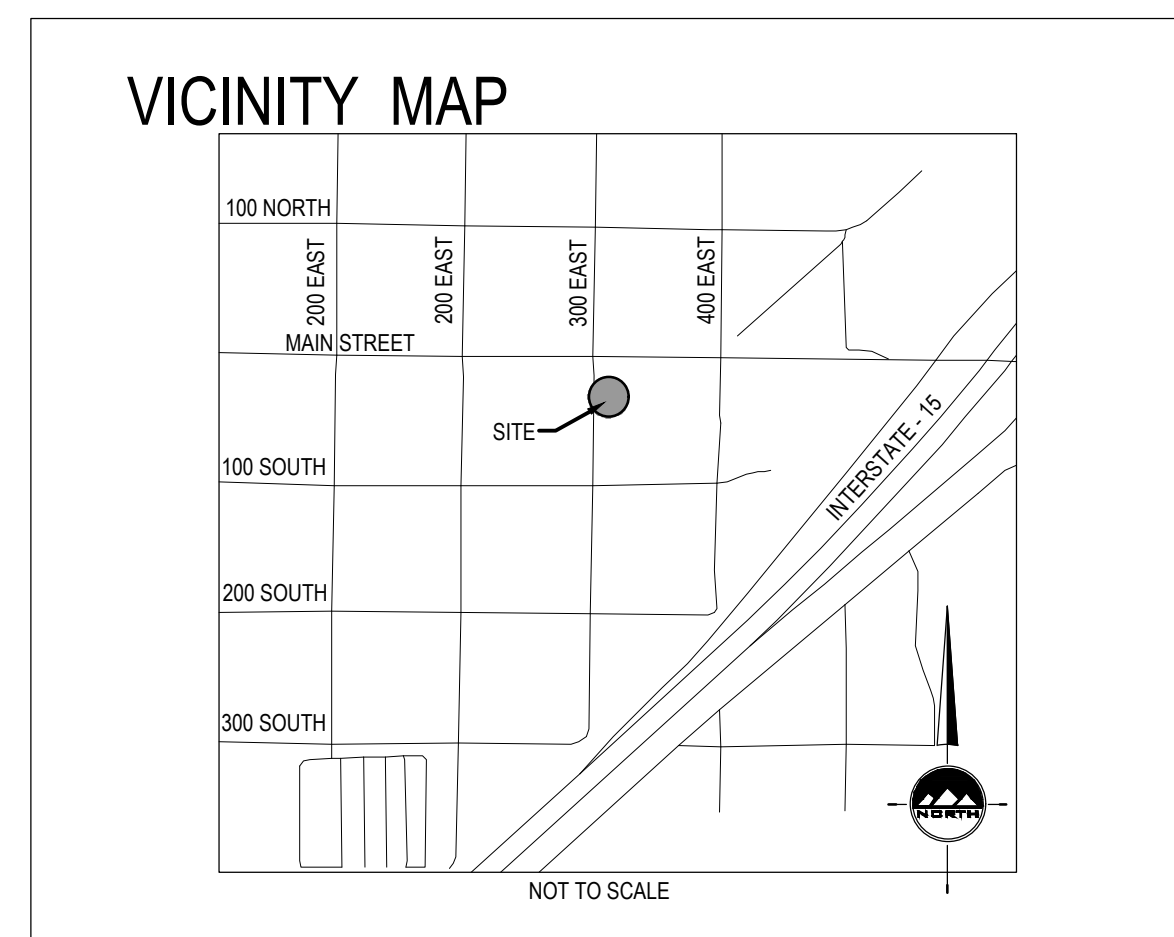 VICINITY MAP
100 NORTH
200 EAST
200 EAST
300 EAST
400 EAST
MAIN STREET
SITE
INTERSTATE - 15
100 SOUTH
200 SOUTH
300 SOUTH
NORTH
NOT TO SCALE